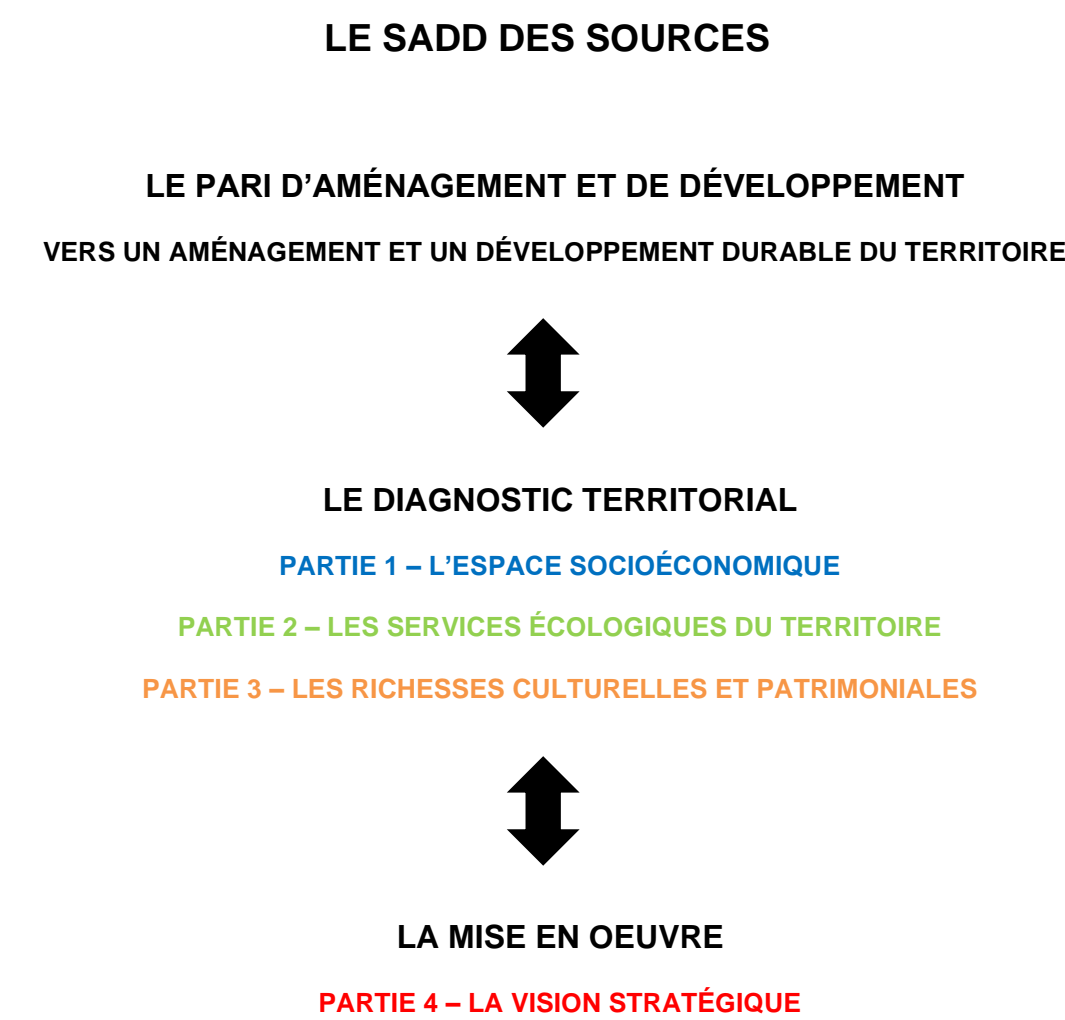 LE SADD DES SOURCES
LE PARI D’AMÉNAGEMENT ET DE DÉVELOPPEMENT
VERS UN AMÉNAGEMENT ET UN DÉVELOPPEMENT DURABLE DU TERRITOIRE
LE DIAGNOSTIC TERRITORIAL
PARTIE 1 – L’ESPACE SOCIOÉCONOMIQUE
PARTIE 2 – LES SERVICES ÉCOLOGIQUES DU TERRITOIRE
PARTIE 3 – LES RICHESSES CULTURELLES ET PATRIMONIALES
LA MISE EN OEUVRE
PARTIE 4 – LA VISION STRATÉGIQUE